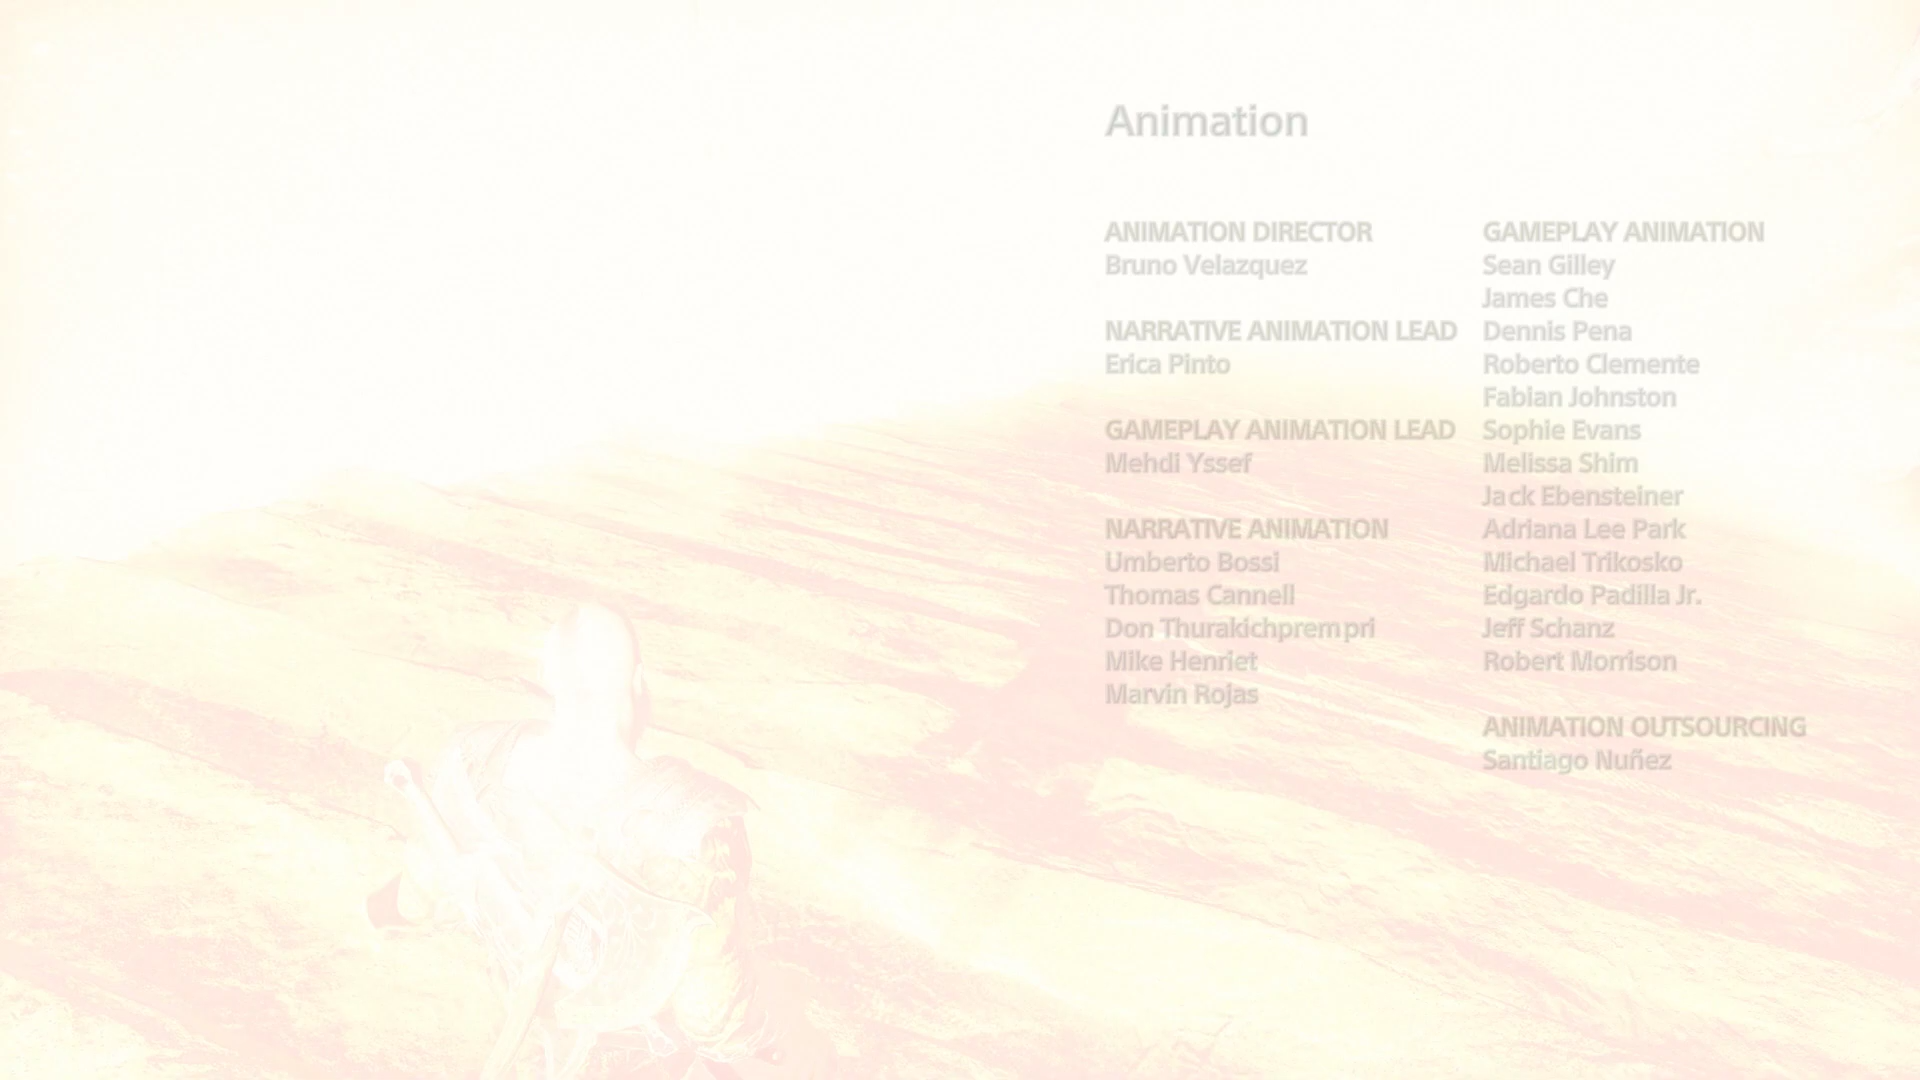 Animation
ANIMATION DIRECTOR
Bruno Velazquez
NARRATIVE ANIMATION LEAD
Erica Pinto
GAMEPLAY ANIMATION LEAD
Mehdi Yssef
NARRATIVE ANIMATION
Umberto Bossi
Thomas Cannell
Don Thurakichprempri
Mike Henriet
Marvin Rojas
GAMEPLAY ANIMATION
Sean Gilley
James Che
Dennis Pena
Roberto Clemente
Fabian Johnston
Sophie Evans
Melissa Shim
Jack Ebensteiner
Adriana Lee Park
Michael Trikosko
Edgardo Padilla Jr.
Jeff Schanz
Robert Morrison
ANIMATION OUTSOURCING
Santiago Nuñez